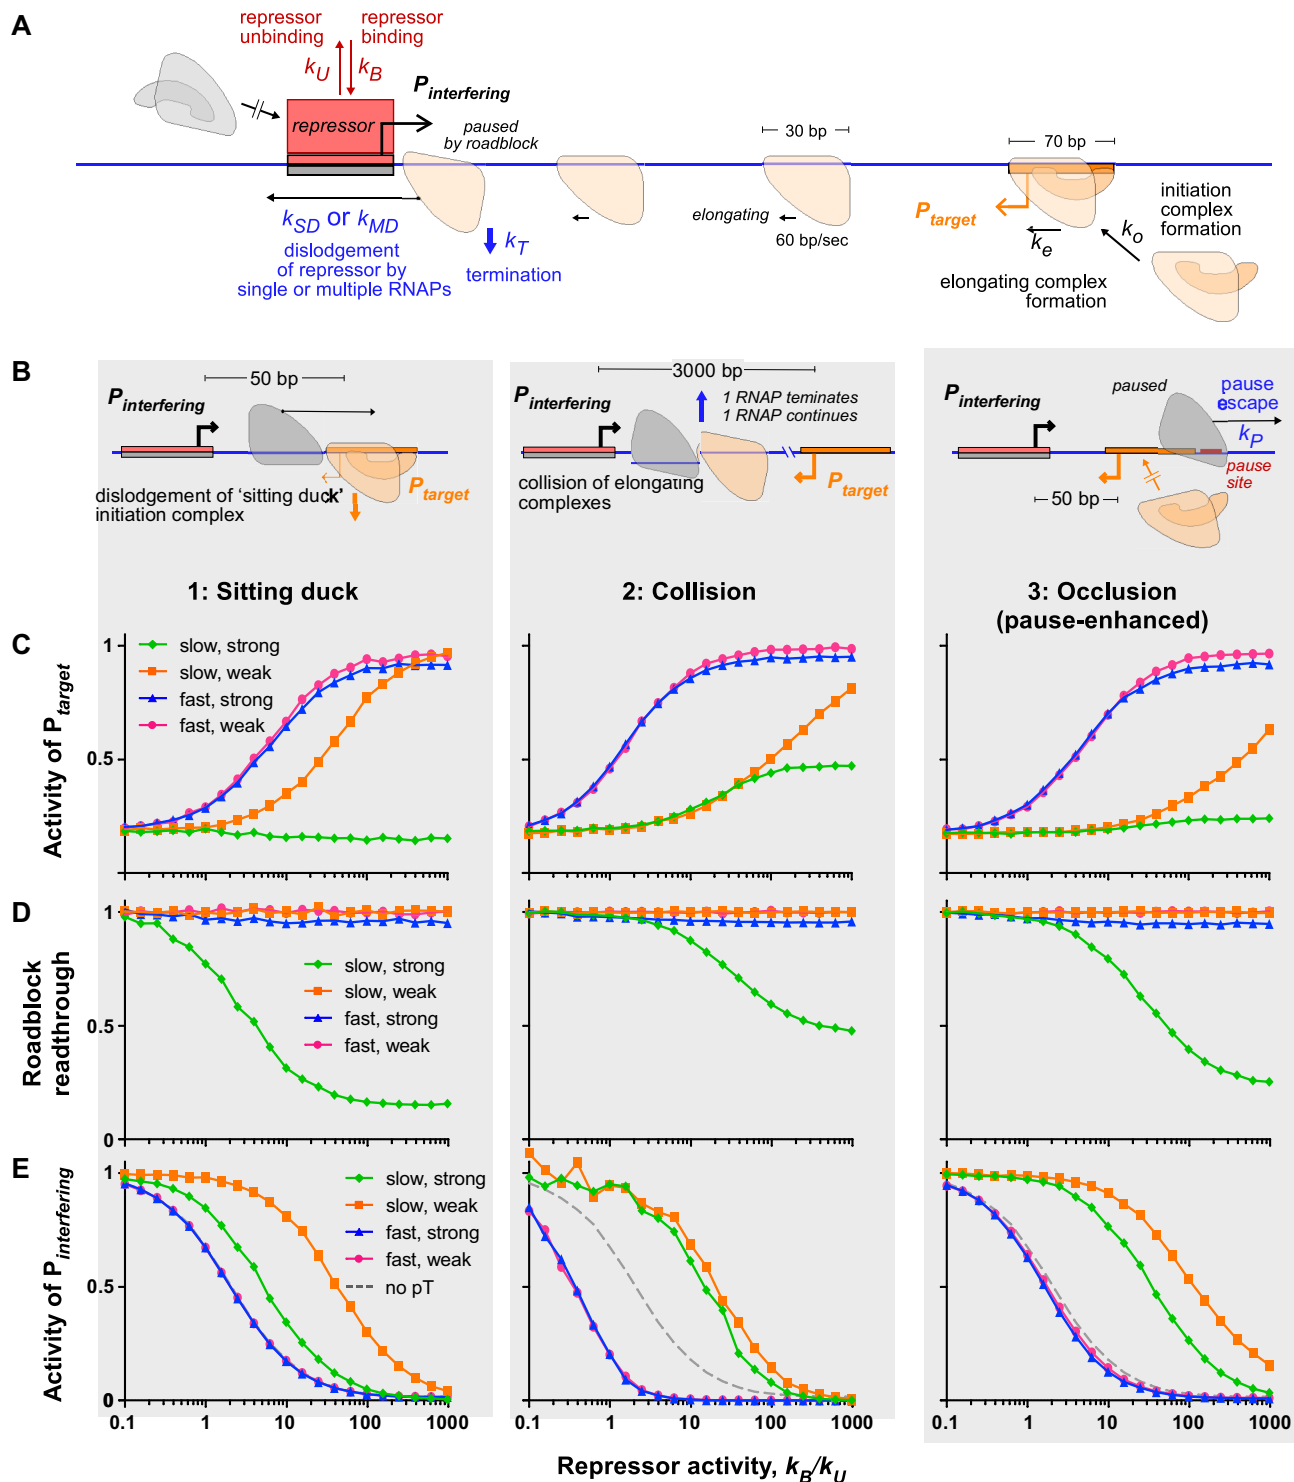 A
repressor
unbinding
repressor
binding
kU
kB
Pinterfering
repressor
paused
by roadblock
30 bp
70 bp
kSD or kMD
dislodgement
of repressor by
single or multiple RNAPs
kT
termination
elongating
60 bp/sec
Ptarget
ke
ko
initiation
complex
formation
elongating complex
formation
B
50 bp
Pinterfering
dislodgement of ‘sitting duck’
initiation complex
Ptarget
1: Sitting duck
3000 bp
Pinterfering
1 RNAP teminates
1 RNAP continues
collision of elongating
complexes
Ptarget
2: Collision
Pinterfering
paused
pause
escape
kP
pause
site
50 bp
3: Occlusion
(pause-enhanced)
C
Activity of Ptarget
1
0.5
slow, strong
slow, weak
fast, strong
fast, weak
D
Roadblock
readthrough
1
0.5
0
slow, strong
slow, weak
fast, strong
fast, weak
E
Activity of Pinterfering
1
0.5
0
slow, strong
slow, weak
fast, strong
fast, weak
no pT
0.1 1 10 100 1000
0.1 1 10 100 1000
0.1 1 10 100 1000
Repressor activity, kB/kU